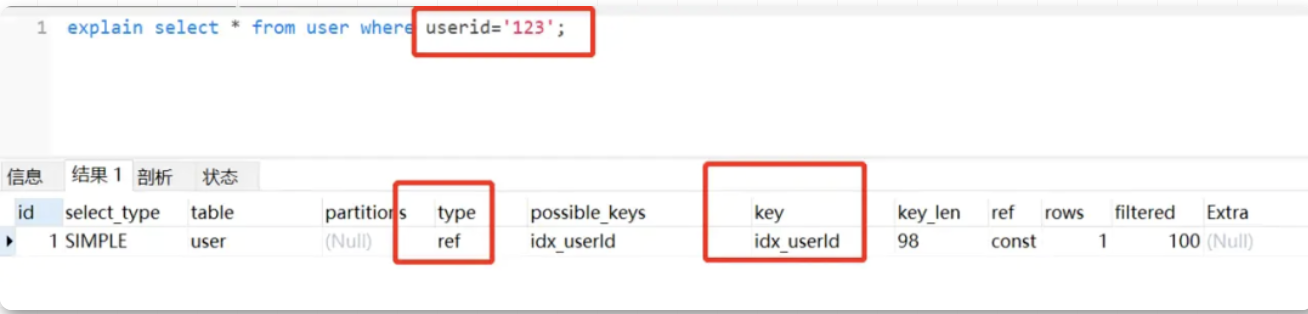 1 explain select * from user where userid='123';
信息 结果 1 剖析 状态
id select_type table partitions type possible_keys key key_len ref rows filtered Extra
1 SIMPLE user (Null) ref idx_userId idx_userId 98 const 1 100 (Null)